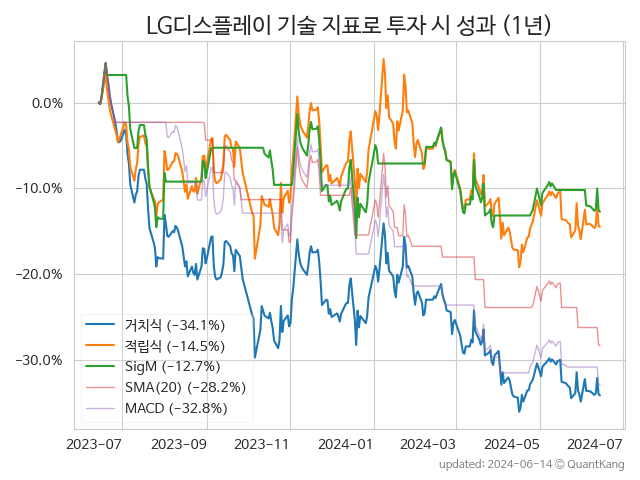 LG디스플레이 기술 지표로 투자 시 성과 (1년)
0.0%
−10.0%
−20.0%
−30.0%
거치식 (−34.1%)
적립식 (−14.5%)
SigM (−12.7%)
SMA(20) (−28.2%)
MACD (−32.8%)
2023-07 2023-09 2023-11 2024-01 2024-03 2024-05 2024-07
updated: 2024-06-14 © QuantKang